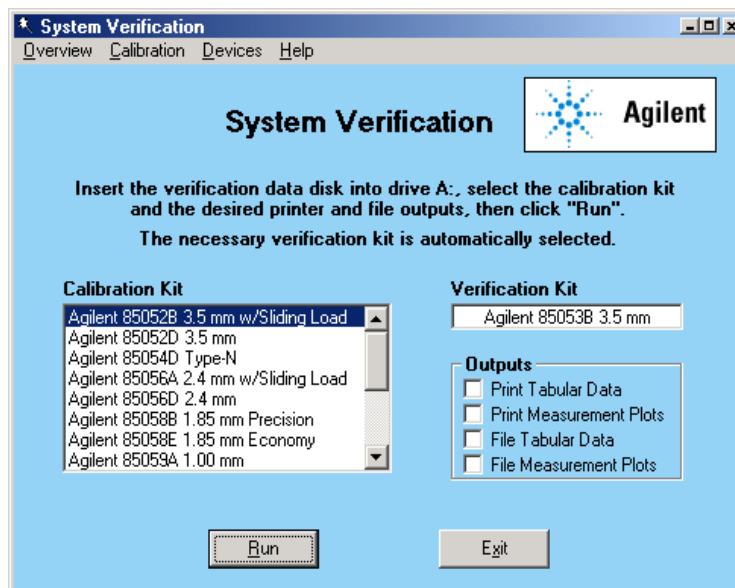 System Verification
Overview Calibration Devices Help
System Verification
Agilent
Insert the verification data disk into drive A:, select the calibration kit
and the desired printer and file outputs, then click "Run".
The necessary verification kit is automatically selected.
Calibration Kit
Agilent 85052B 3.5 mm w/Sliding Load
Agilent 85052D 3.5 mm
Agilent 85054D Type-N
Agilent 85056A 2.4 mm w/Sliding Load
Agilent 85056D 2.4 mm
Agilent 85058B 1.85 mm Precision
Agilent 85058E 1.85 mm Economy
Agilent 85059A 1.00 mm
Verification Kit
Agilent 85053B 3.5 mm
Outputs
Print Tabular Data
Print Measurement Plots
File Tabular Data
File Measurement Plots
Run
Exit